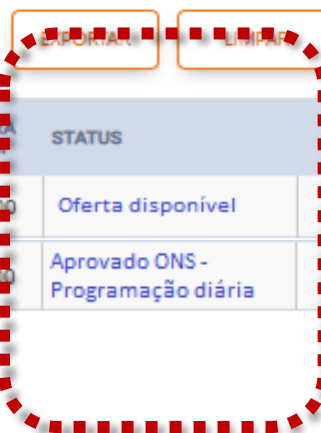 EXPORTAR LIMPAR
STATUS
Oferta disponível
Aprovado ONS -
Programação diária